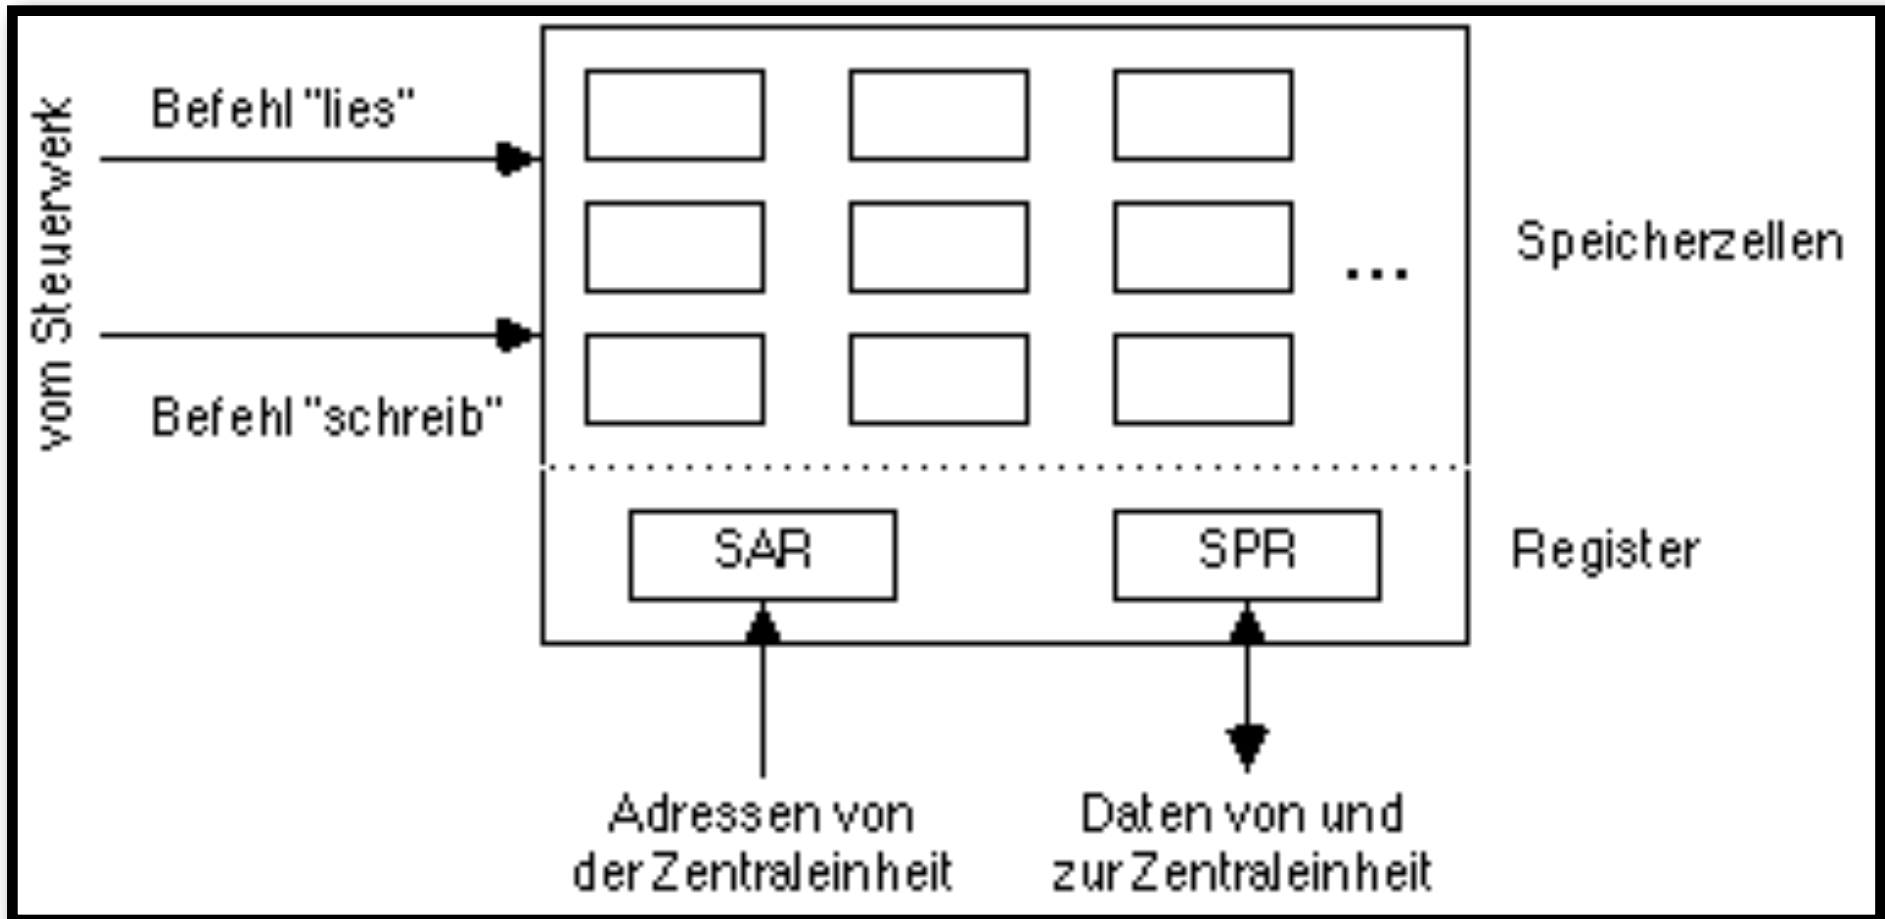 vom Steuerwerk
Befehl "lies"
Befehl "schreib"
...
Speicherzellen
SAR
SPR
Register
Adressen von
der Zentraleinheit
Daten von und
zur Zentraleinheit